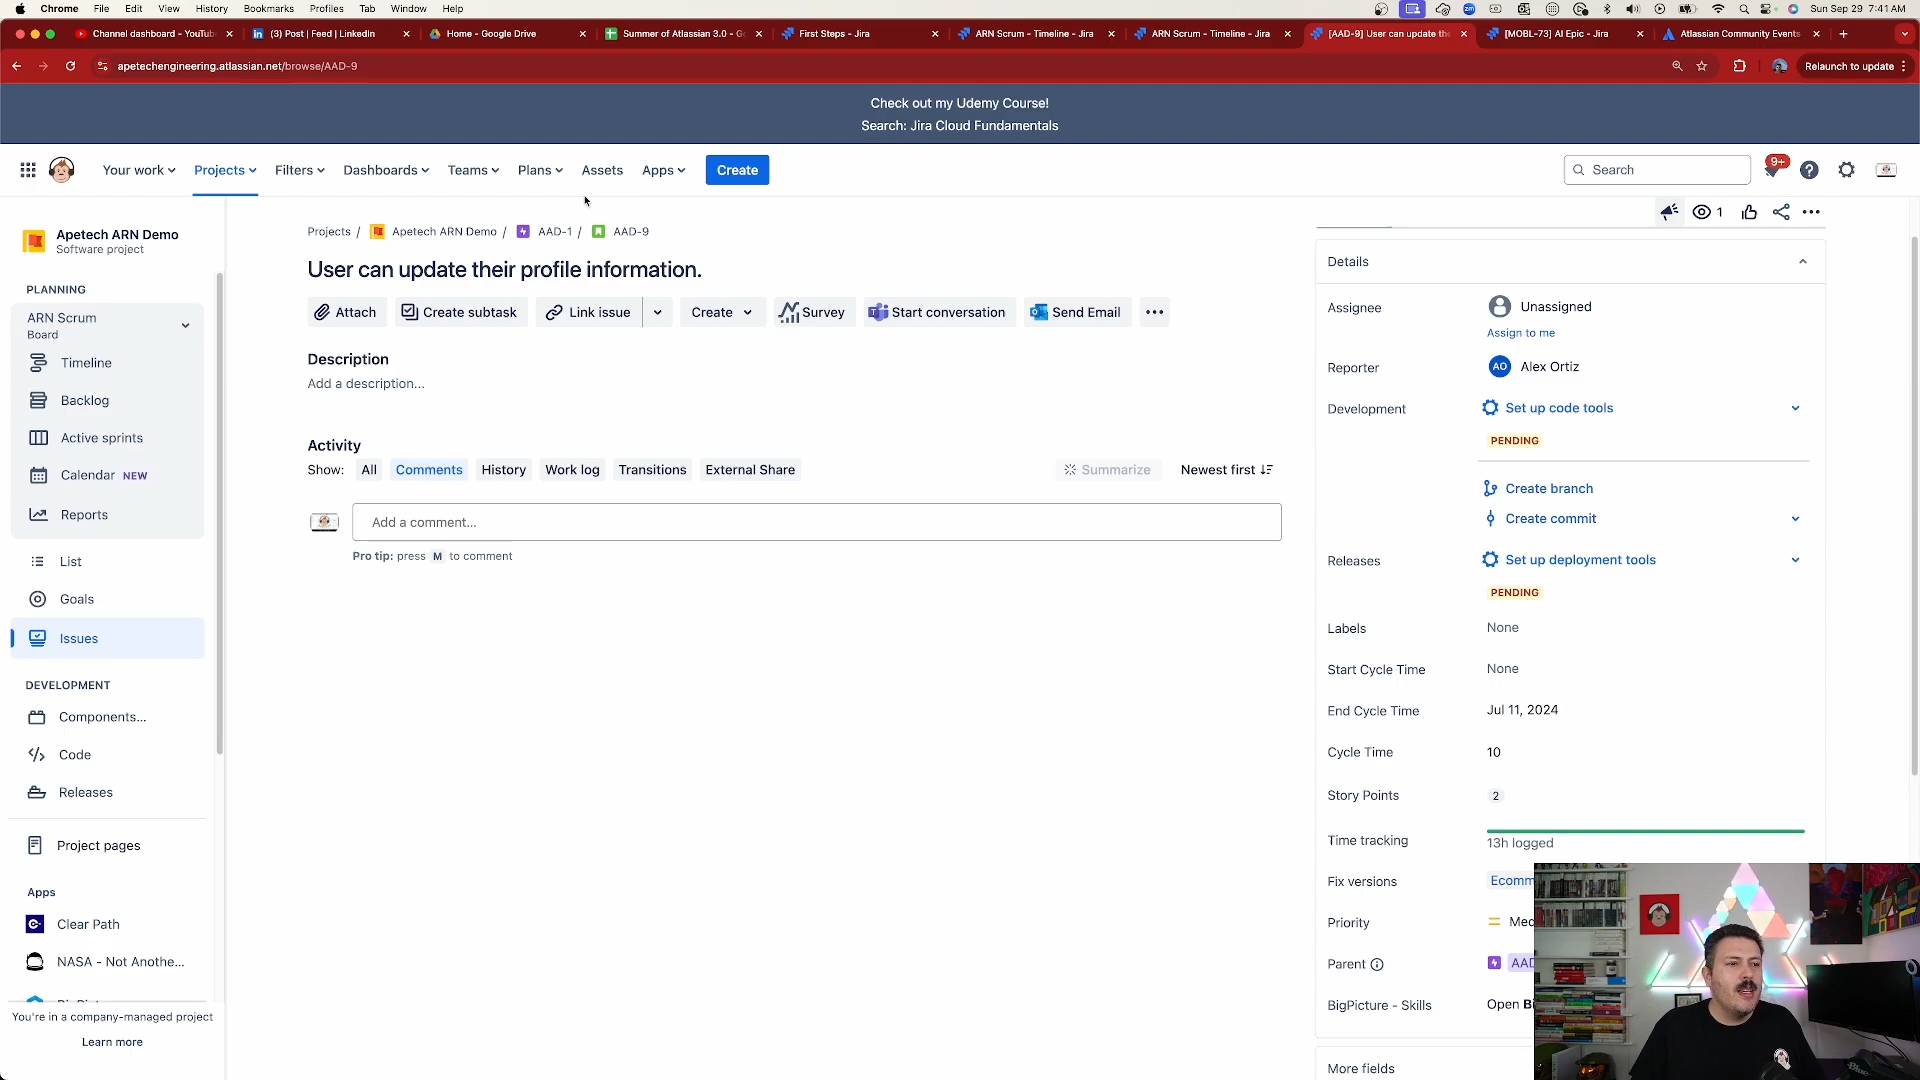 Chrome File Edit View History Bookmarks Profiles Tab Window Help
Sun Sep 29 7:41 AM
Channel dashboard - YouTub
(3) Post | Feed | LinkedIn
Home - Google Drive
Summer of Atlassian 3.0 - G
First Steps - Jira
ARN Scrum - Timeline - Jira
ARN Scrum - Timeline - Jira
[AAD-9] User can update the
[MOBL-73] AI Epic - Jira
Atlassian Community Events
apetechengineering.atlassian.net/browse/AAD-9
Relaunch to update
Check out my Udemy Course!
Search: Jira Cloud Fundamentals
Your work Projects Filters Dashboards Teams Plans Assets Apps Create
Search
9+
Apetech ARN Demo
Software project
PLANNING
ARN Scrum
Board
Timeline
Backlog
Active sprints
Calendar NEW
Reports
List
Goals
Issues
DEVELOPMENT
Components...
Code
Releases
Project pages
Apps
Clear Path
NASA - Not Anothe...
You're in a company-managed project
Learn more
Projects / Apetech ARN Demo / AAD-1 / AAD-9
1
User can update their profile information.
Attach Create subtask Link issue Create Survey Start conversation Send Email
Description
Add a description...
Activity
Show: All Comments History Work log Transitions External Share Summarize Newest first
Add a comment...
Pro tip: press M to comment
Details
Assignee Unassigned
Assign to me
Reporter AO Alex Ortiz
Development Set up code tools
PENDING
Create branch
Create commit
Releases Set up deployment tools
PENDING
Labels None
Start Cycle Time None
End Cycle Time Jul 11, 2024
Cycle Time 10
Story Points 2
Time tracking 13h logged
Fix versions Ecomm
Priority Med
Parent AAD
BigPicture - Skills Open Bi
More fields